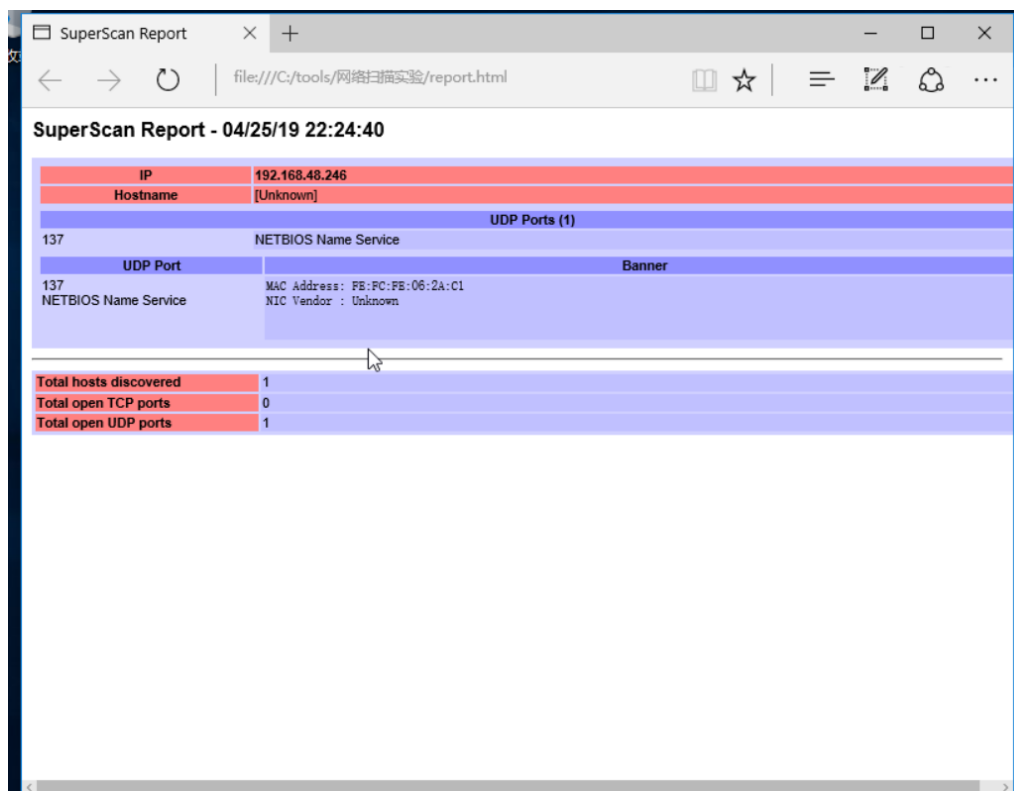 SuperScan Report
file:///C:/tools/网络扫描实验/report.html
SuperScan Report - 04/25/19 22:24:40
IP 192.168.48.246
Hostname [Unknown]
UDP Ports (1)
137 NETBIOS Name Service
UDP Port Banner
137 MAC Address: FE:FC:FE:06:2A:C1
NETBIOS Name Service NIC Vendor : Unknown
Total hosts discovered 1
Total open TCP ports 0
Total open UDP ports 1